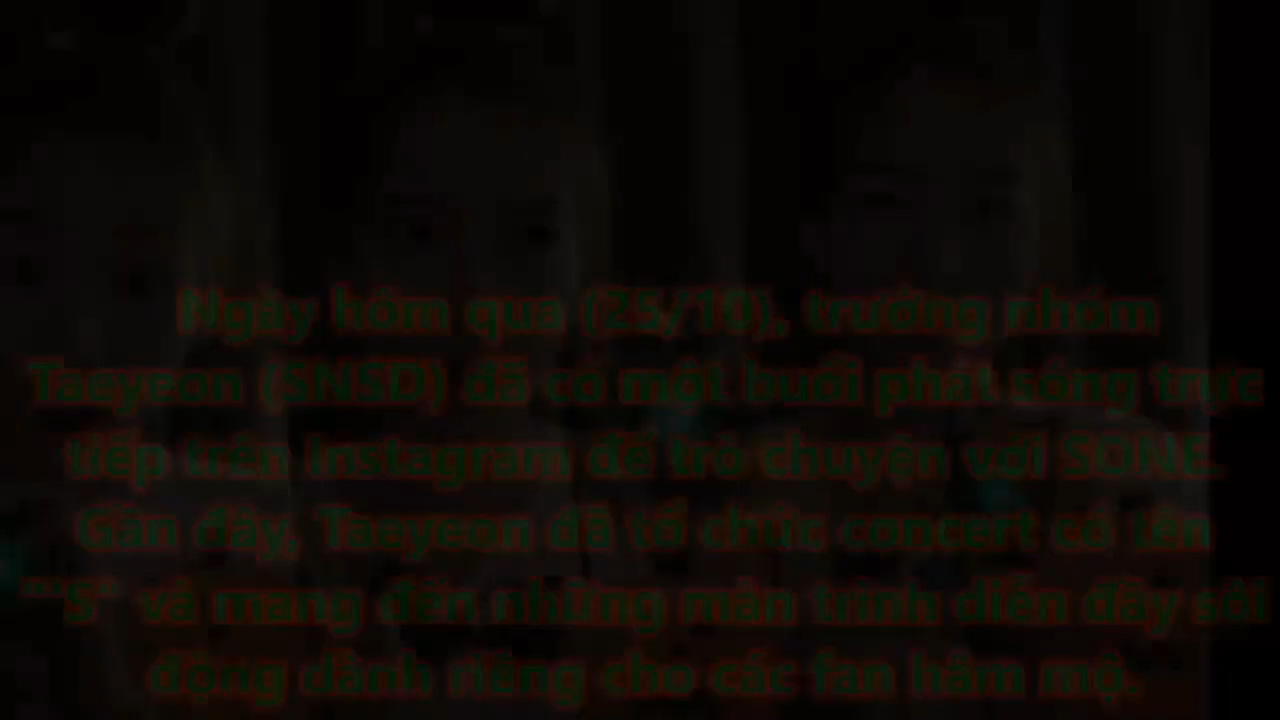 Ngày hôm qua (25/10), trưởng nhóm
Taeyeon (SNSD) đã có một buổi phát sóng trực
tiếp trên Instagram để trò chuyện với SONE.
Gần đây, Taeyeon đã tổ chức concert có tên
"'S" và mang đến những màn trình diễn đầy sôi
động dành riêng cho các fan hâm mộ.